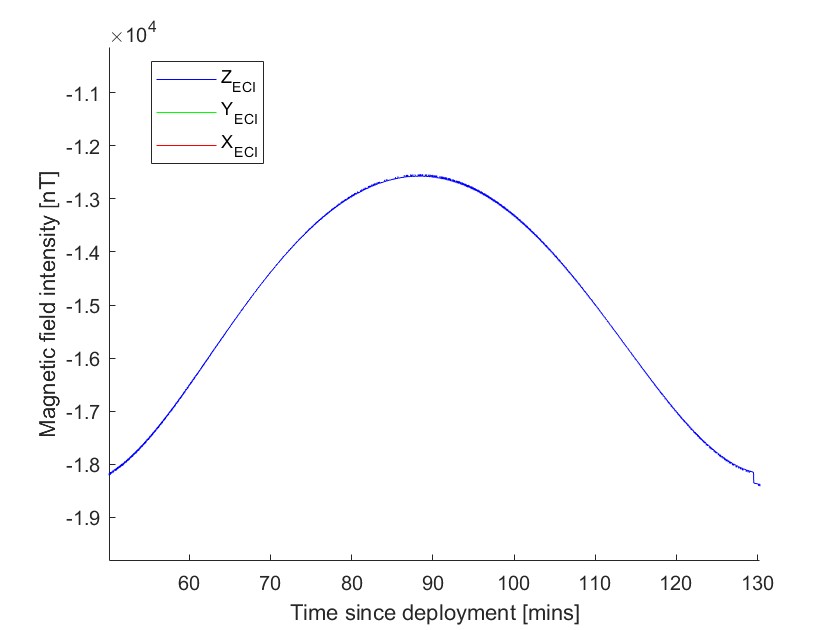 ×10⁴
-1.1
-1.2
-1.3
-1.4
-1.5
-1.6
-1.7
-1.8
-1.9
Magnetic field intensity [nT]
Z_ECI
Y_ECI
X_ECI
60 70 80 90 100 110 120 130
Time since deployment [mins]